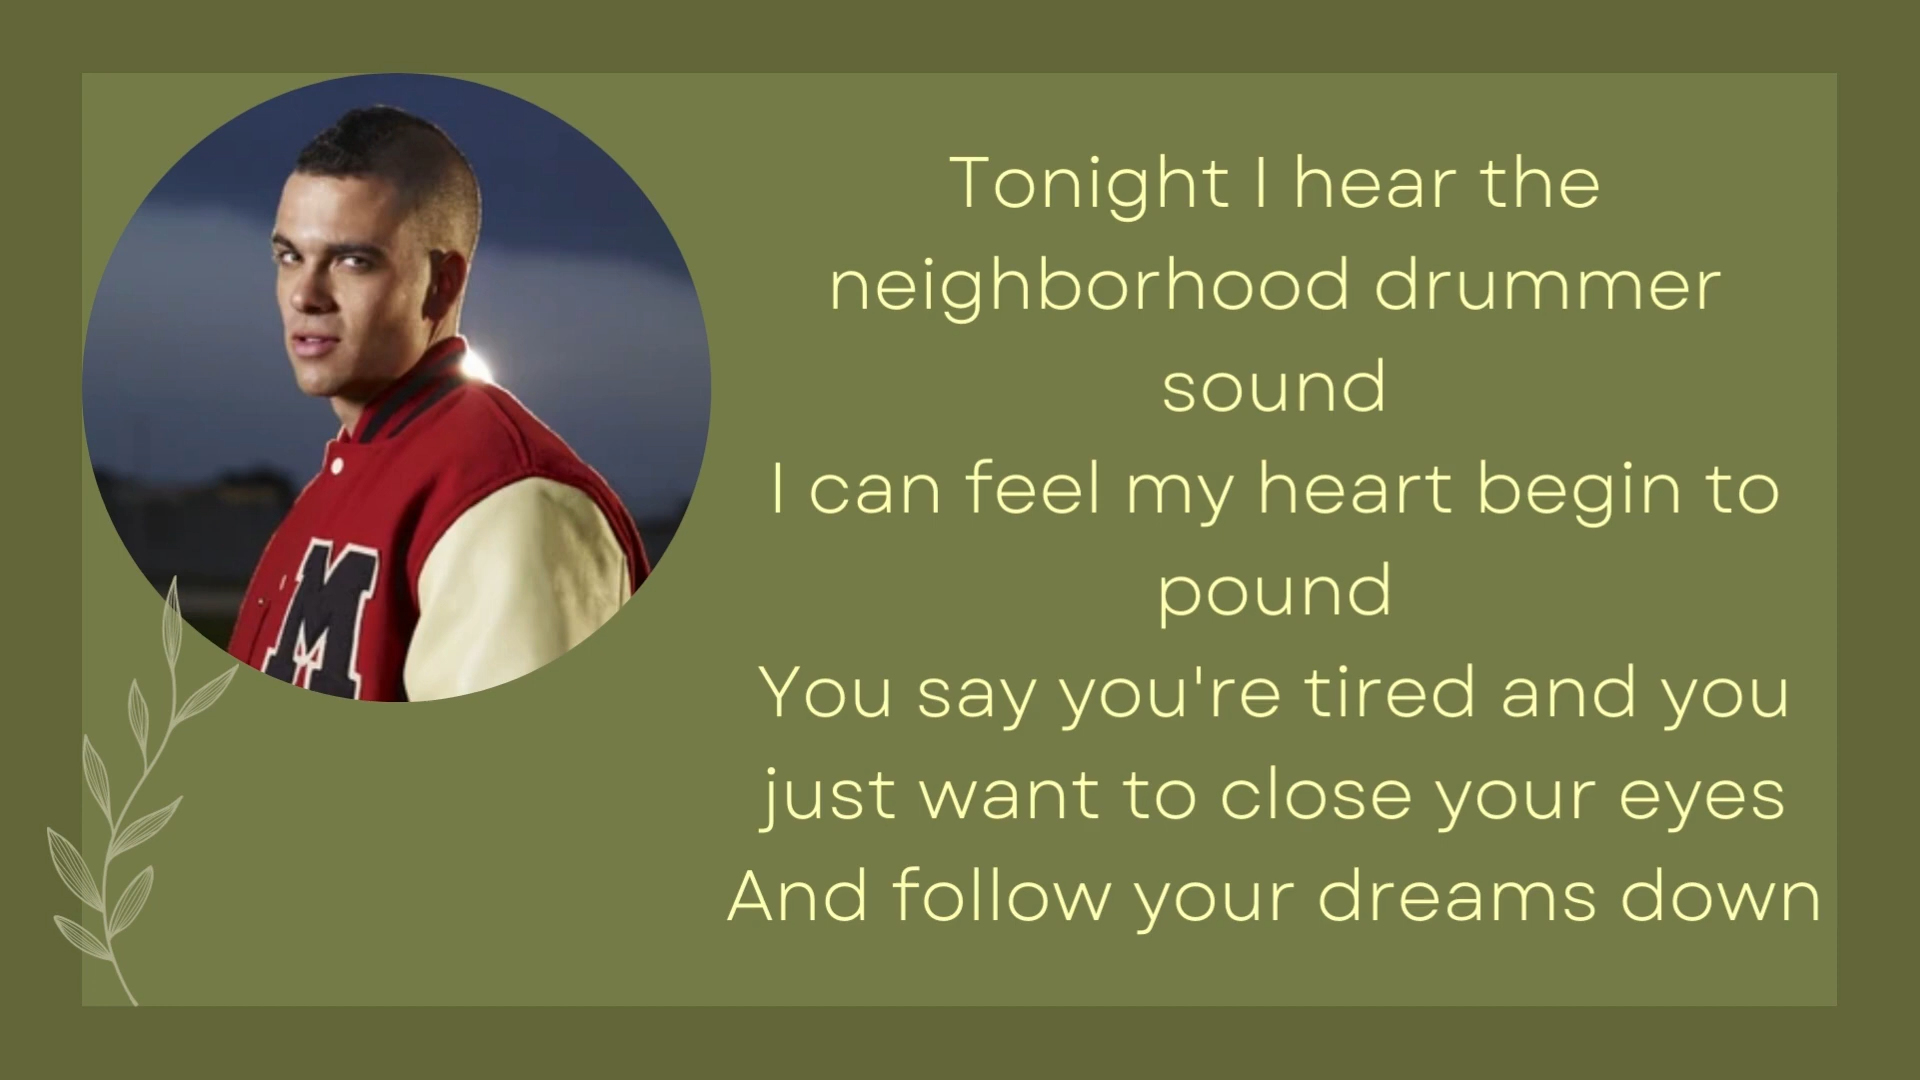 Tonight I hear the
neighborhood drummer
sound
I can feel my heart begin to
pound
You say you're tired and you
just want to close your eyes
And follow your dreams down
M